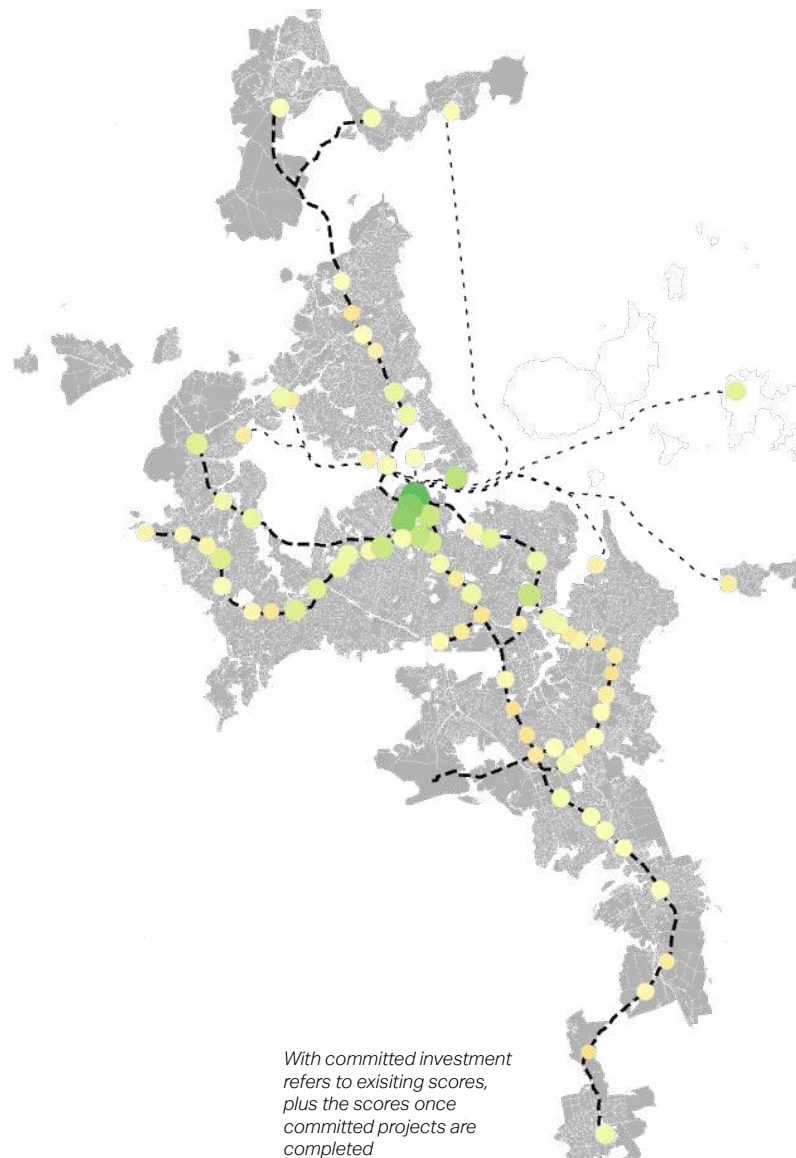 With committed investment
refers to exisiting scores,
plus the scores once
committed projects are
completed